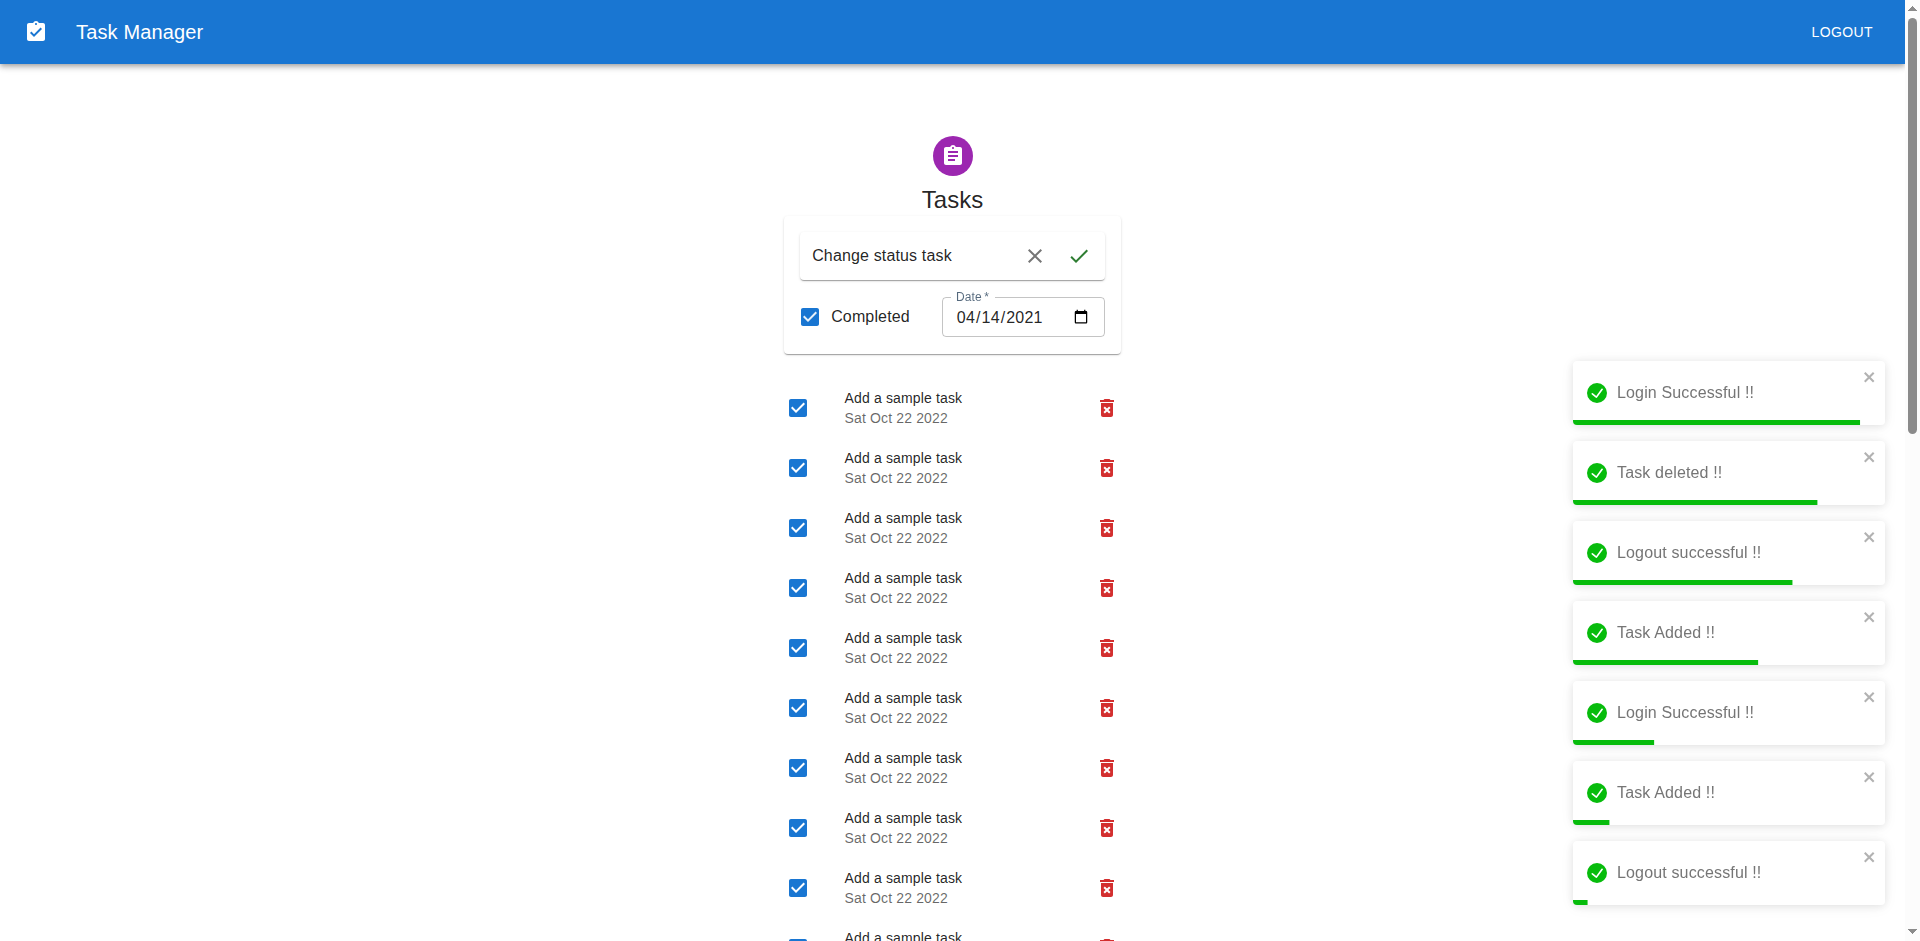 Task Manager
LOGOUT
Tasks
Change status task
Completed
Date *
04/14/2021
Add a sample task
Sat Oct 22 2022
Add a sample task
Sat Oct 22 2022
Add a sample task
Sat Oct 22 2022
Add a sample task
Sat Oct 22 2022
Add a sample task
Sat Oct 22 2022
Add a sample task
Sat Oct 22 2022
Add a sample task
Sat Oct 22 2022
Add a sample task
Sat Oct 22 2022
Add a sample task
Sat Oct 22 2022
Add a sample task
Login Successful !!
Task deleted !!
Logout successful !!
Task Added !!
Login Successful !!
Task Added !!
Logout successful !!